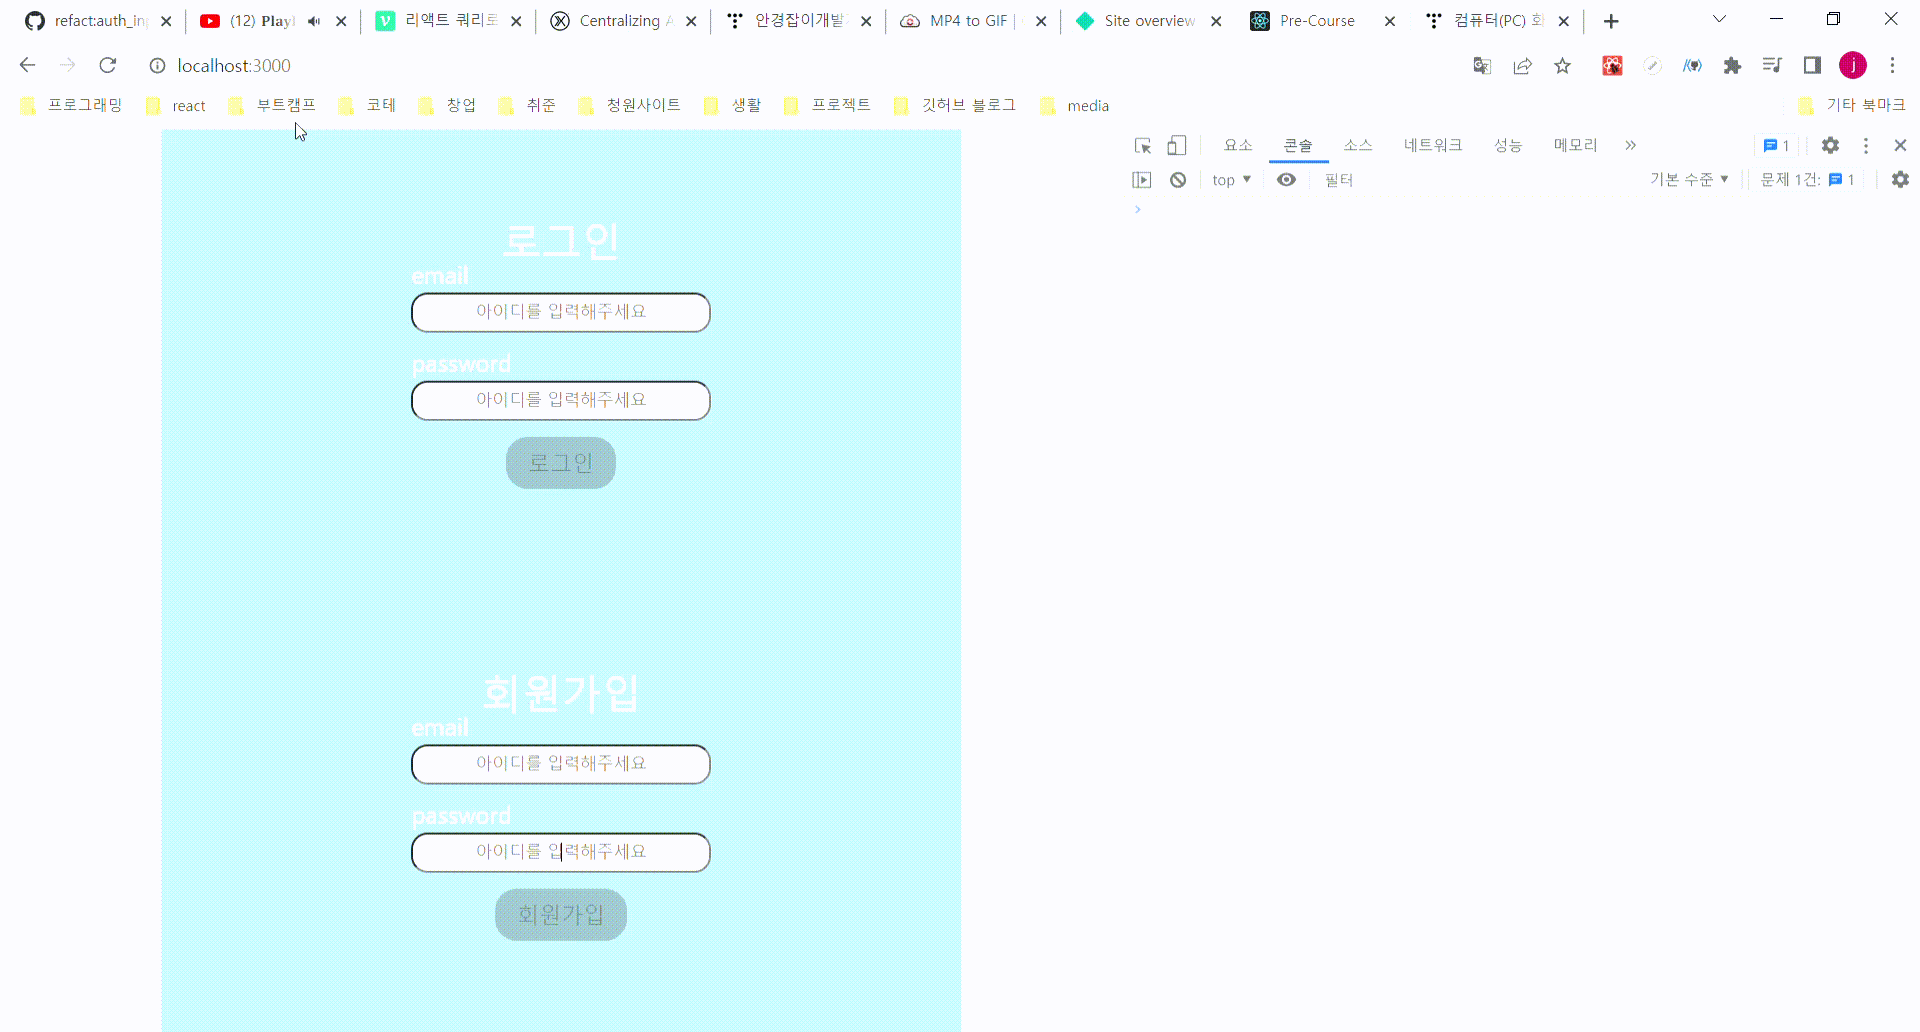 refact:auth_in
(12) Playl
리액트 쿼리로
Centralizing A
안경잡이개발
MP4 to GIF |
Site overview
Pre-Course
컴퓨터(PC) 화
localhost:3000
j
프로그래밍
react
부트캠프
코테
창업
취준
청원사이트
생활
프로젝트
깃허브 블로그
media
기타 북마크
요소
콘솔
소스
네트워크
성능
메모리
»
1
top ▼
필터
기본 수준 ▼
문제 1건:
1
›
로그인
email
아이디를 입력해주세요
password
아이디를 입력해주세요
로그인
회원가입
email
아이디를 입력해주세요
password
아이디를 입력해주세요
회원가입